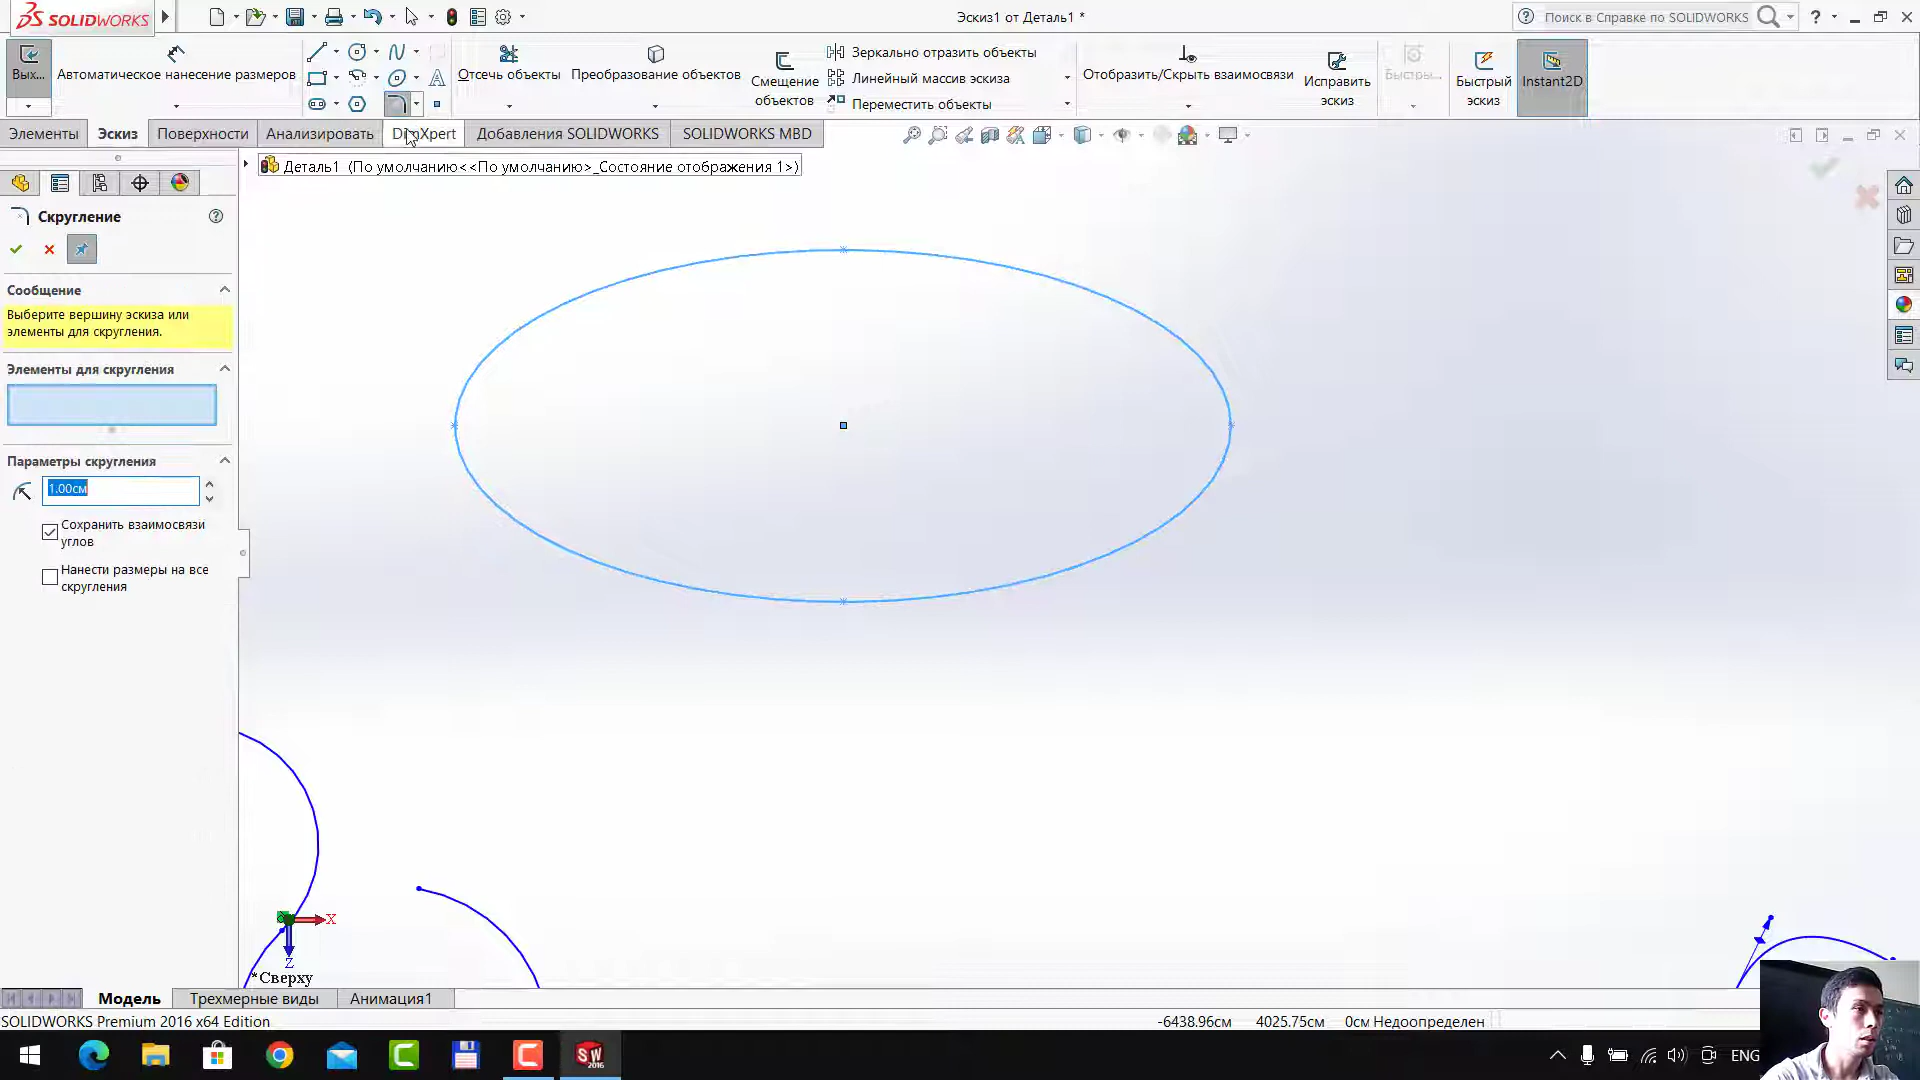 SOLIDWORKS
Эскиз1 от Деталь1 *
Поиск в Справке по SOLIDWORKS
Вых...
Автоматическое нанесение размеров
Отсечь объекты
Преобразование объектов
Смещение
объектов
Зеркально отразить объекты
Линейный массив эскиза
Переместить объекты
Отобразить/Скрыть взаимосвязи
Исправить
эскиз
Быстры...
Быстрый
эскиз
Instant2D
Элементы
Эскиз
Поверхности
Анализировать
DimXpert
Добавления SOLIDWORKS
SOLIDWORKS MBD
Деталь1 (По умолчанию<<По умолчанию>_Состояние отображения 1>)
Скругление
Сообщение
Выберите вершину эскиза или
элементы для скругления.
Элементы для скругления
Параметры скругления
1.00см
Сохранить взаимосвязи
углов
Нанести размеры на все
скругления
X
Z
*Сверху
Модель
Трехмерные виды
Анимация1
SOLIDWORKS Premium 2016 x64 Edition
-6438.96см
4025.75см
0см Недоопределен
SW
2016
ENG